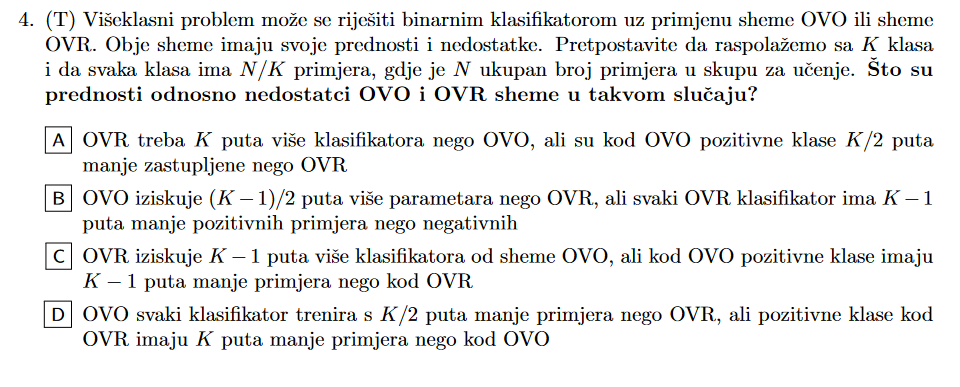 4. (T) Višeklasni problem može se riješiti binarnim klasifikatorom uz primjenu sheme OVO ili sheme
OVR. Obje sheme imaju svoje prednosti i nedostatke. Pretpostavite da raspolažemo sa K klasa
i da svaka klasa ima N/K primjera, gdje je N ukupan broj primjera u skupu za učenje. Što su
prednosti odnosno nedostatci OVO i OVR sheme u takvom slučaju?
A OVR treba K puta više klasifikatora nego OVO, ali su kod OVO pozitivne klase K/2 puta
manje zastupljene nego OVR
B OVO iziskuje (K − 1)/2 puta više parametara nego OVR, ali svaki OVR klasifikator ima K − 1
puta manje pozitivnih primjera nego negativnih
C OVR iziskuje K − 1 puta više klasifikatora od sheme OVO, ali kod OVO pozitivne klase imaju
K − 1 puta manje primjera nego kod OVR
D OVO svaki klasifikator trenira s K/2 puta manje primjera nego OVR, ali pozitivne klase kod
OVR imaju K puta manje primjera nego kod OVO